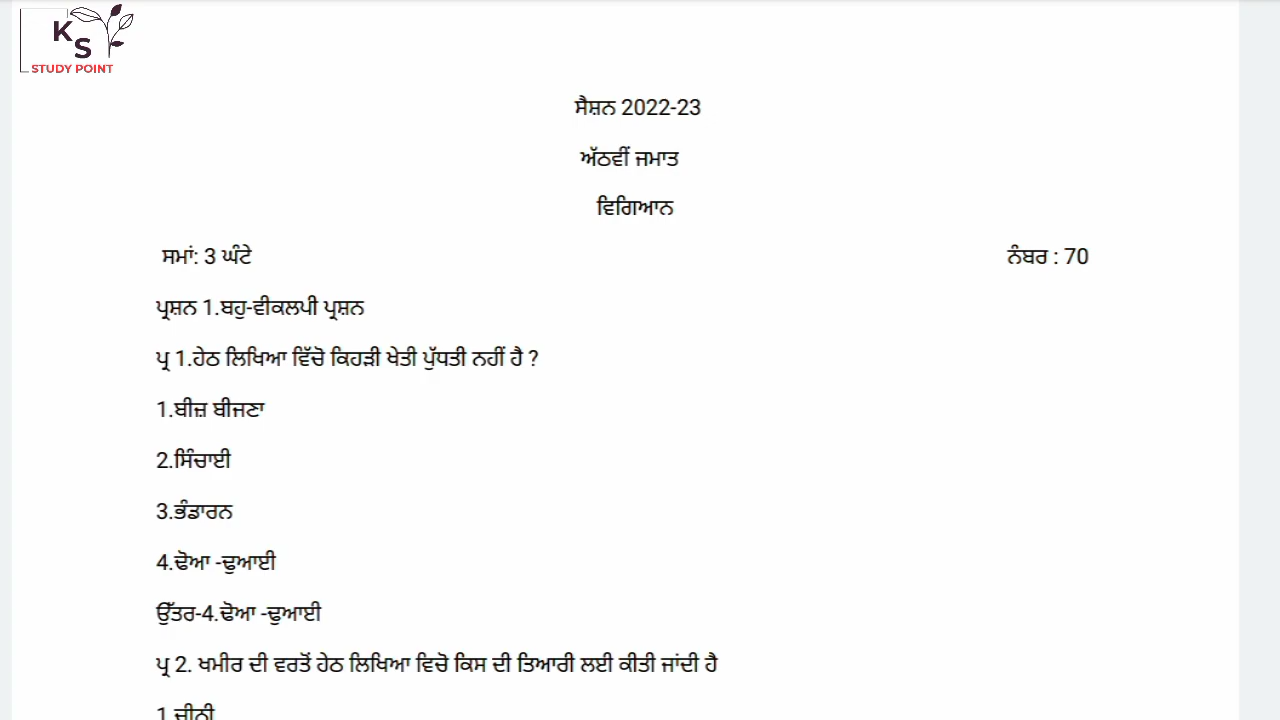 KS
STUDY POINT
ਸੈਸ਼ਨ 2022-23
ਅੱਠਵੀਂ ਜਮਾਤ
ਵਿਗਿਆਨ
ਸਮਾਂ: 3 ਘੰਟੇ ਨੰਬਰ : 70
ਪ੍ਰਸ਼ਨ 1.ਬਹੁ-ਵੀਕਲਪੀ ਪ੍ਰਸ਼ਨ
ਪ੍ਰ 1.ਹੇਠ ਲਿਖਿਆ ਵਿੱਚੋ ਕਿਹੜੀ ਖੇਤੀ ਪੁੱਧਤੀ ਨਹੀਂ ਹੈ ?
1.ਬੀਜ਼ ਬੀਜਣਾ
2.ਸਿੰਚਾਈ
3.ਭੰਡਾਰਨ
4.ਢੋਆ -ਢੁਆਈ
ਉੱਤਰ-4.ਢੋਆ -ਢੁਆਈ
ਪ੍ਰ 2. ਖਮੀਰ ਦੀ ਵਰਤੋਂ ਹੇਠ ਲਿਖਿਆ ਵਿਚੋ ਕਿਸ ਦੀ ਤਿਆਰੀ ਲਈ ਕੀਤੀ ਜਾਂਦੀ ਹੈ
1.ਚੀਨੀ